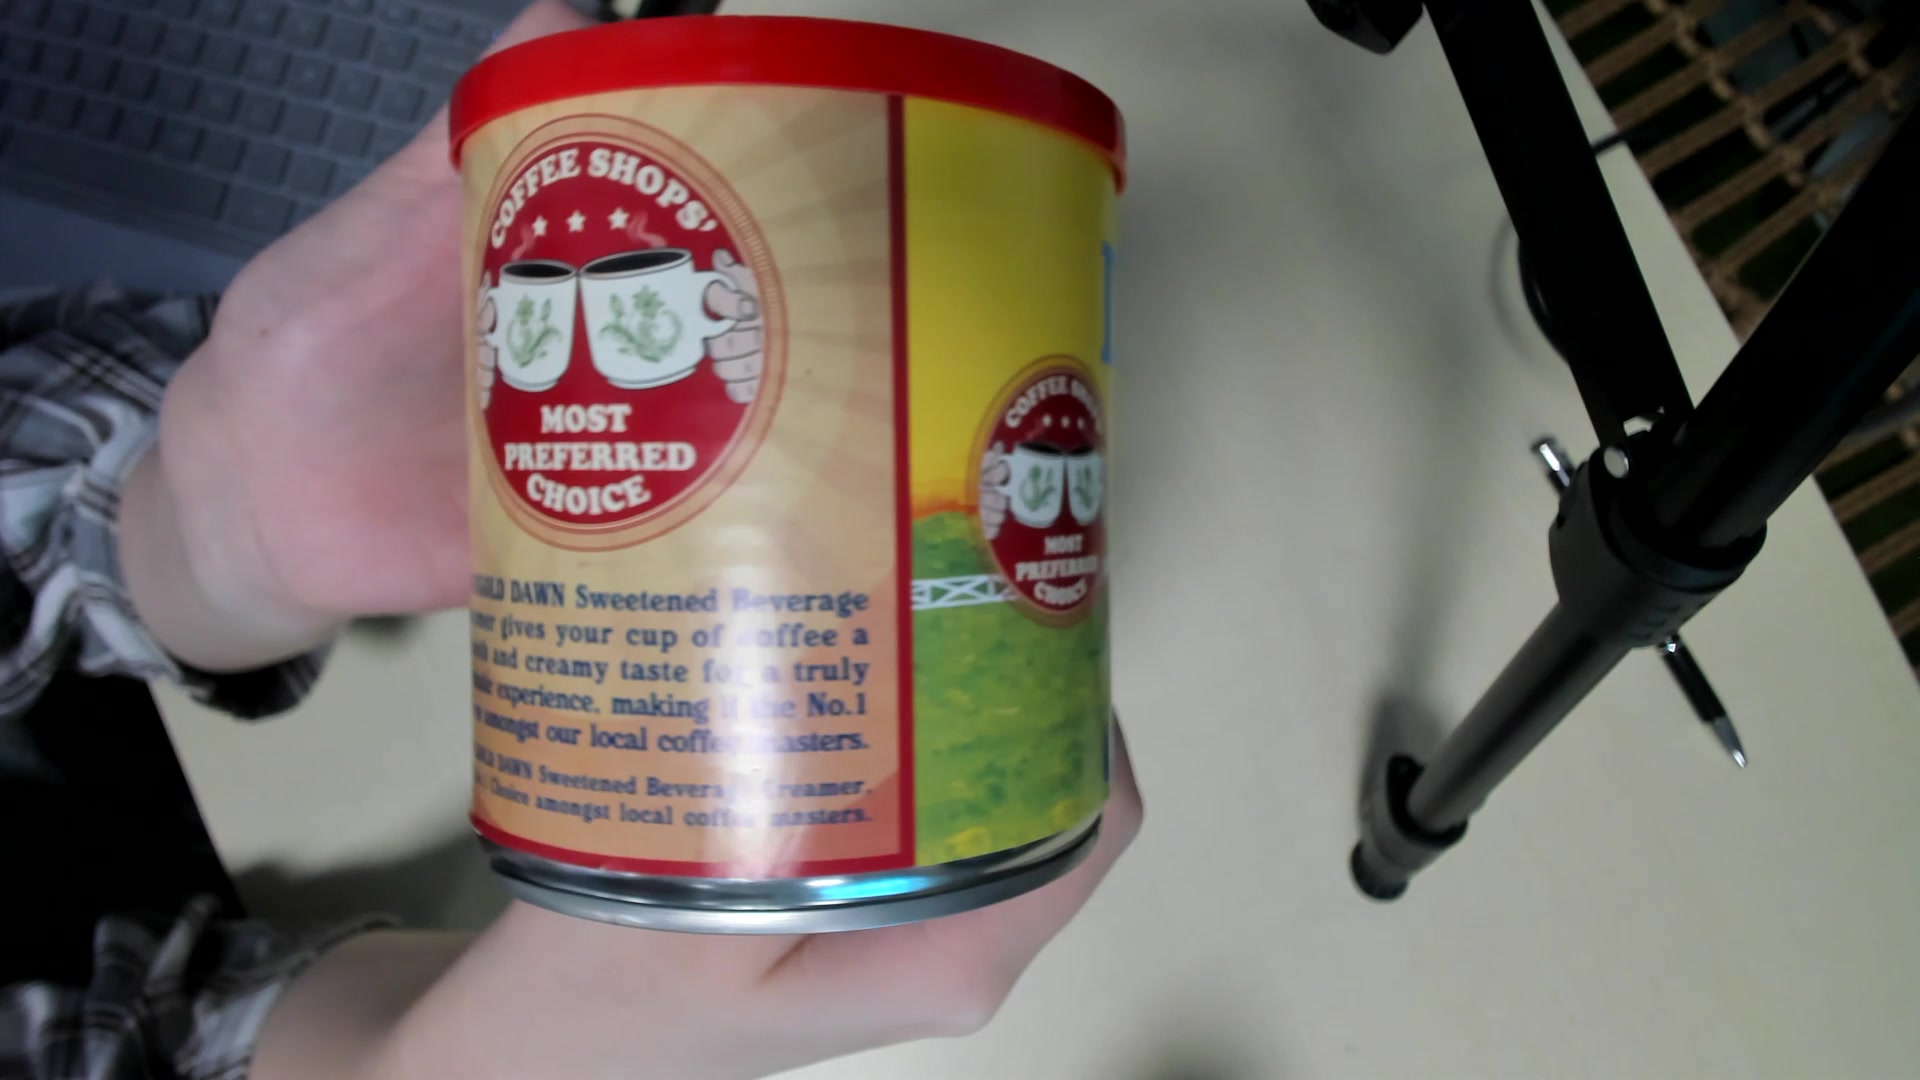 COFFEE SHOPS'
MOST
PREFERRED
CHOICE
GOLD DAWN Sweetened Beverage
gives your cup of coffee a
and creamy taste for a truly
experience, making it the No.1
amongst our local coffee masters.
GOLD DAWN Sweetened Beverage Creamer.
Choice amongst local coffee masters.
COFFEE
MOST
PREFERRED
CHOICE